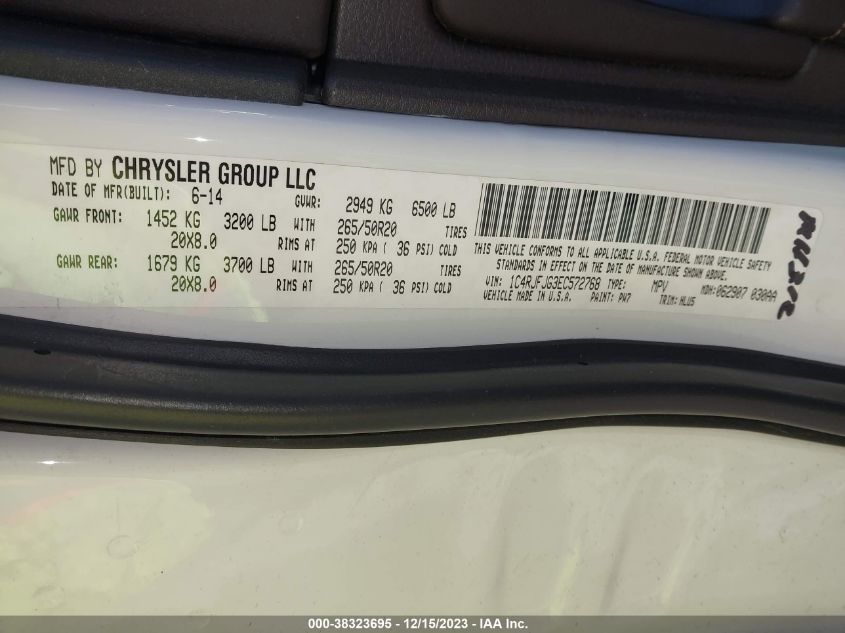 MFD BY CHRYSLER GROUP LLC
DATE OF MFR(BUILT): 6-14 GVWR: 2949 KG 6500 LB
GAWR FRONT: 1452 KG 3200 LB WITH 265/50R20 TIRES
20X8.0 RIMS AT 250 KPA ( 36 PSI) COLD
GAWR REAR: 1679 KG 3700 LB WITH 265/50R20 TIRES
20X8.0 RIMS AT 250 KPA ( 36 PSI) COLD
THIS VEHICLE CONFORMS TO ALL APPLICABLE U.S.A. FEDERAL MOTOR VEHICLE SAFETY
STANDARDS IN EFFECT ON THE DATE OF MANUFACTURE SHOWN ABOVE.
VIN: 1C4RJFJG3EC572768 TYPE: MPV MDH: 062907 030AA
VEHICLE MADE IN U.S.A. PAINT: PW7 TRIM: HLU5
000-38323695 - 12/15/2023 - IAA Inc.